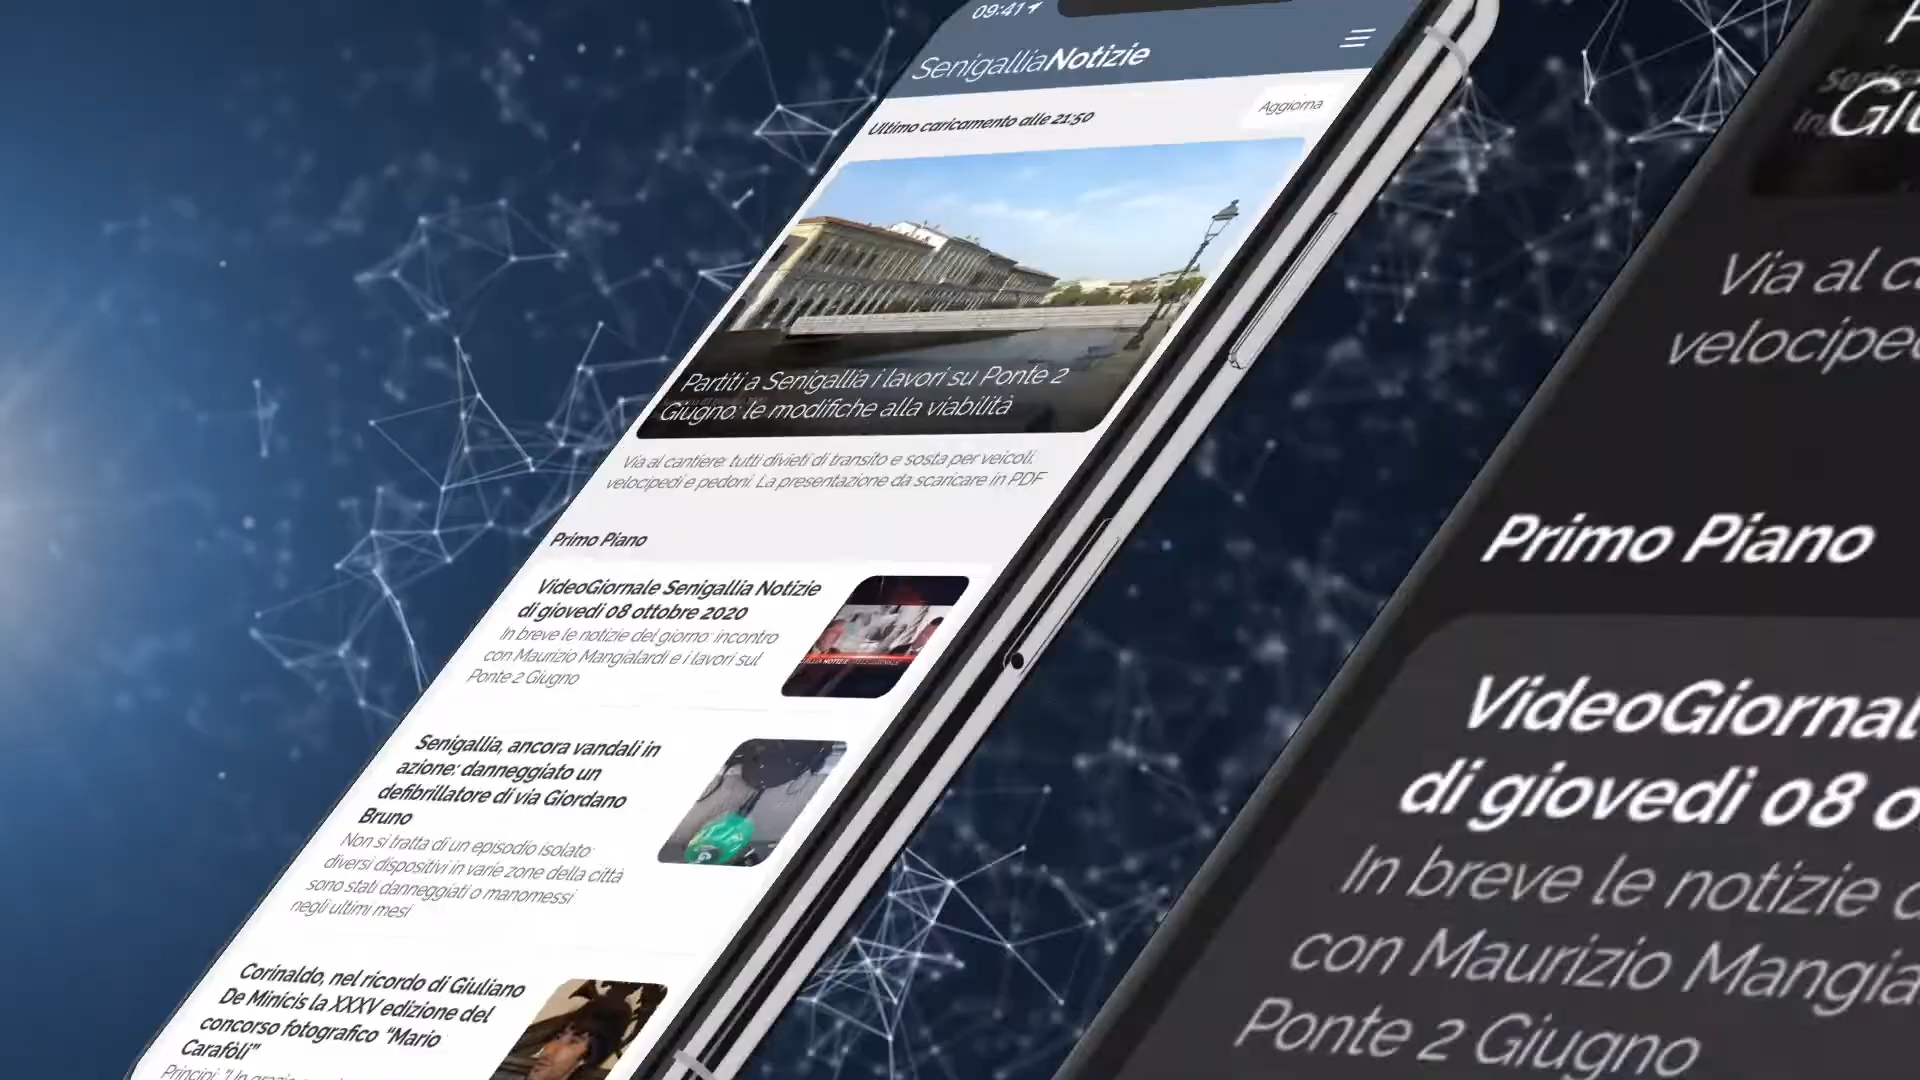 09:41
SenigalliaNotizie
Ultimo caricamento alle 21:50
Aggiorna
Partiti a Senigallia i lavori su Ponte 2
Giugno: le modifiche alla viabilità
Via al cantiere: tutti divieti di transito e sosta per veicoli,
velocipedi e pedoni. La presentazione da scaricare in PDF
Primo Piano
VideoGiornale Senigallia Notizie
di giovedì 08 ottobre 2020
In breve le notizie del giorno: incontro
con Maurizio Mangialardi e i lavori sul
Ponte 2 Giugno
Senigallia, ancora vandali in
azione: danneggiato un
defibrillatore di via Giordano
Bruno
Non si tratta di un episodio isolato:
diversi dispositivi in varie zone della città
sono stati danneggiati o manomessi
negli ultimi mesi
Corinaldo, nel ricordo di Giuliano
De Minicis la XXXV edizione del
concorso fotografico "Mario
Carafòli"
Via al c
velocipe
Primo Piano
VideoGiornal
di giovedì 08 o
In breve le notizie
con Maurizio Mangia
Ponte 2 Giugno